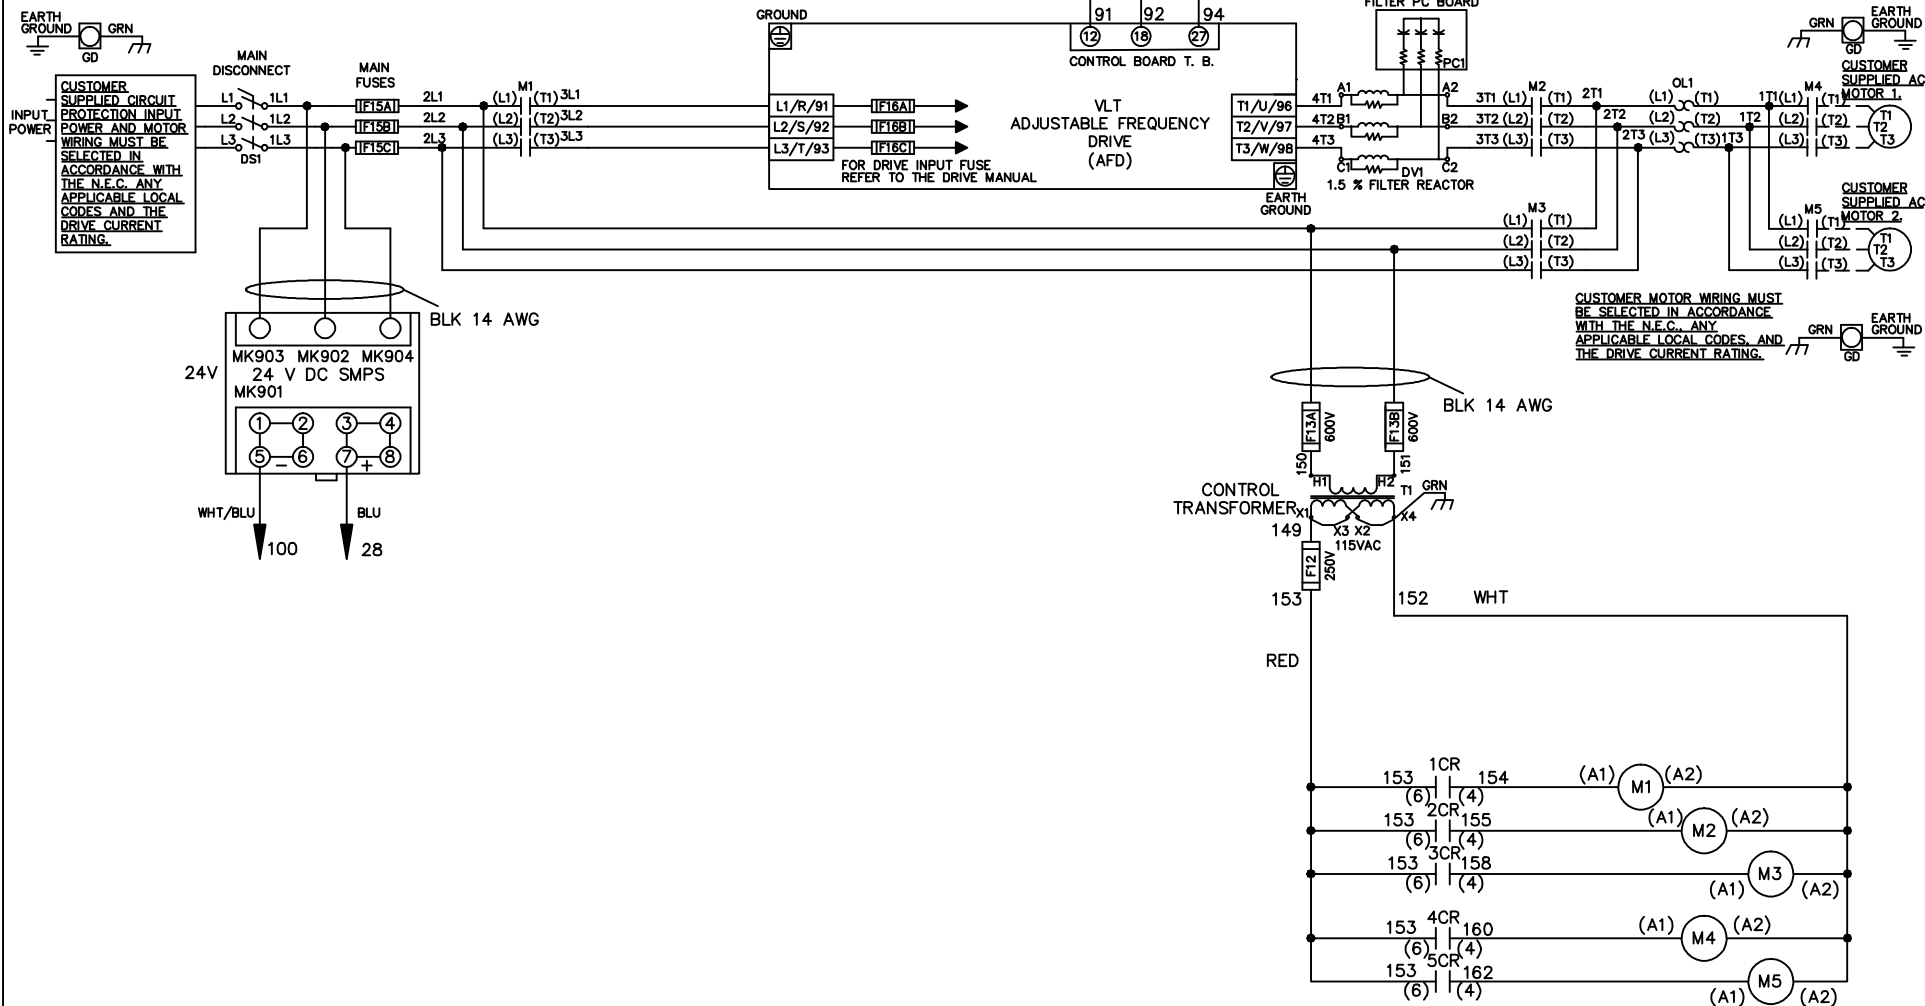 EARTH
GROUND
GRN
GD
INPUT
POWER
CUSTOMER
SUPPLIED CIRCUIT
PROTECTION INPUT
POWER AND MOTOR
WIRING MUST BE
SELECTED IN
ACCORDANCE WITH
THE N.E.C. ANY
APPLICABLE LOCAL
CODES AND THE
DRIVE CURRENT
RATING.
MAIN
DISCONNECT
L1 1L1
L2 1L2
L3 1L3
DS1
MAIN
FUSES
F15A
F15B
F15C
2L1
2L2
2L3
M1
(L1) (T1) 3L1
(L2) (T2) 3L2
(L3) (T3) 3L3
GROUND
L1/R/91
L2/S/92
L3/T/93
F16A
F16B
F16C
FOR DRIVE INPUT FUSE
REFER TO THE DRIVE MANUAL
91 92 94
12 18 27
CONTROL BOARD T. B.
VLT
ADJUSTABLE FREQUENCY
DRIVE
(AFD)
T1/U/96
T2/V/97
T3/W/98
EARTH
GROUND
4T1
4T2
4T3
FILTER PC BOARD
PC1
A1 A2
B1 B2
C1 C2
DV1
1.5 % FILTER REACTOR
M2
3T1 (L1) (T1) 2T1
3T2 (L2) (T2) 2T2
3T3 (L3) (T3) 2T3
M3
(L1) (T1)
(L2) (T2)
(L3) (T3)
OL1
(L1) (T1) 1T1
(L2) (T2) 1T2
(L3) (T3) 1T3
M4
(L1) (T1)
(L2) (T2)
(L3) (T3)
EARTH
GROUND
GRN
GD
CUSTOMER
SUPPLIED AC
MOTOR 1.
T1
T2
T3
CUSTOMER
SUPPLIED AC
MOTOR 2.
M5
(L1) (T1)
(L2) (T2)
(L3) (T3)
T1
T2
T3
CUSTOMER MOTOR WIRING MUST
BE SELECTED IN ACCORDANCE
WITH THE N.E.C., ANY
APPLICABLE LOCAL CODES, AND
THE DRIVE CURRENT RATING.
GRN
GD
EARTH
GROUND
BLK 14 AWG
MK903 MK902 MK904
24V
24 V DC SMPS
MK901
1 2 3 4
5 - 6 7 + 8
WHT/BLU
BLU
100
28
BLK 14 AWG
F13A
600V
F13B
600V
150
151
H1 H2
T1
GRN
CONTROL
TRANSFORMER
X1 X3 X2 X4
115VAC
149
F12
250V
153
152 WHT
RED
1CR
153 154 (A1) M1 (A2)
(6) (4)
2CR
153 155 (A1) M2 (A2)
(6) (4)
3CR
153 158 M3
(6) (4) (A1) (A2)
4CR
153 160 (A1) M4 (A2)
(6) (4)
5CR
153 162 M5
(6) (4) (A1) (A2)